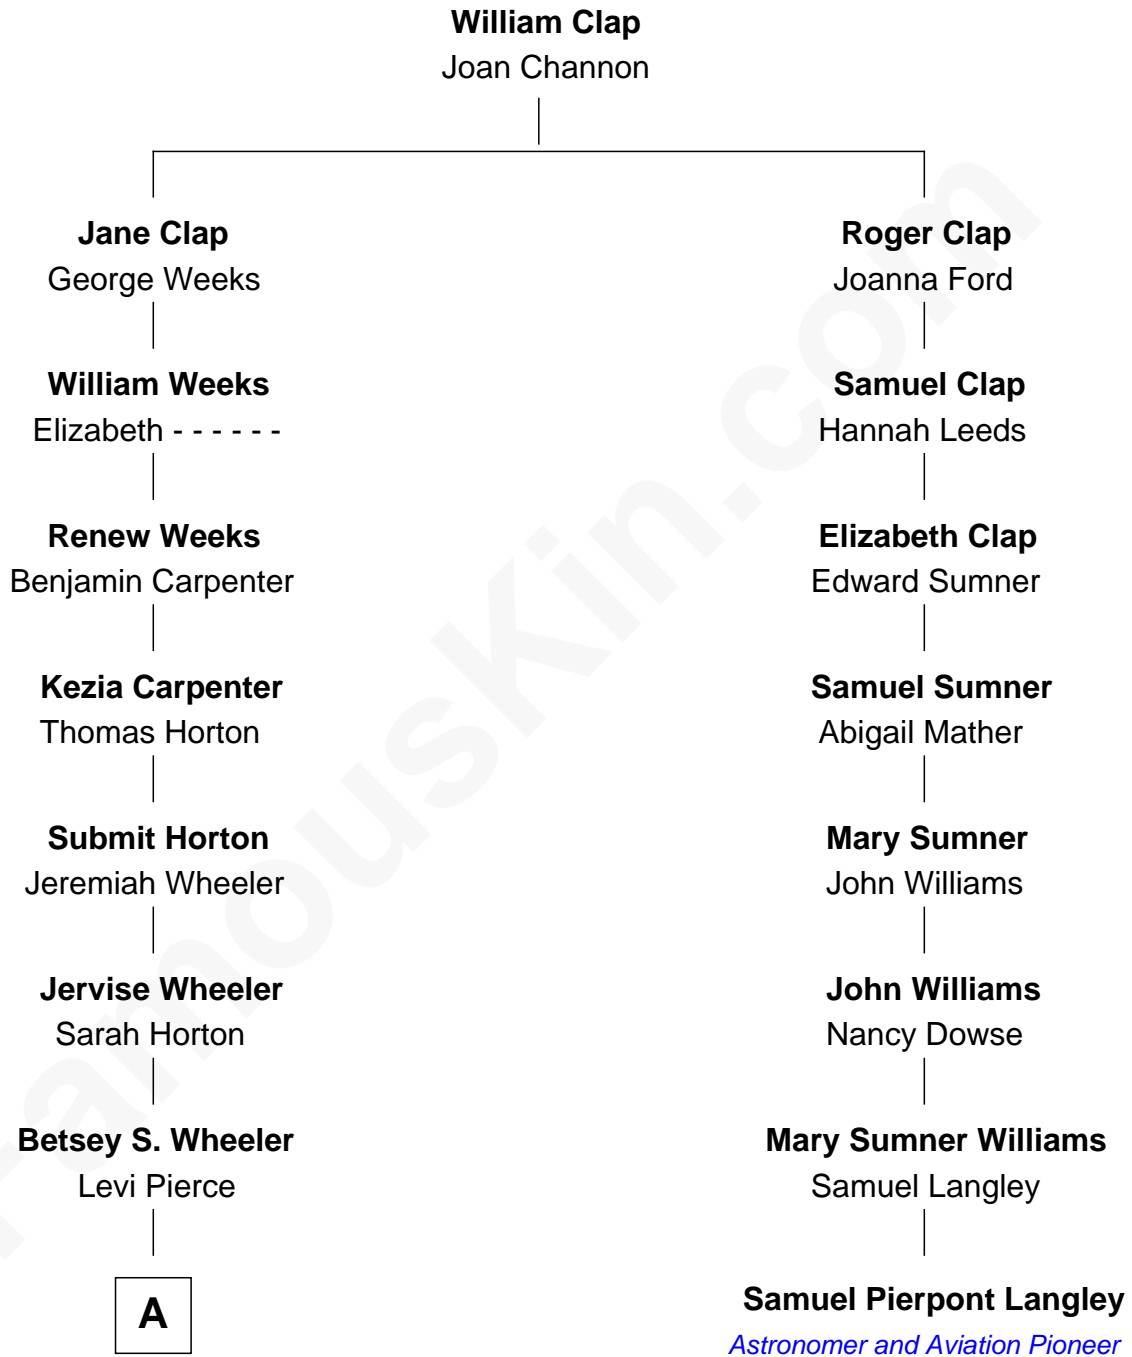 William Clap
Joan Channon
Jane Clap
George Weeks
Roger Clap
Joanna Ford
William Weeks
Elizabeth - - - - - -
Samuel Clap
Hannah Leeds
Renew Weeks
Benjamin Carpenter
Elizabeth Clap
Edward Sumner
Kezia Carpenter
Thomas Horton
Samuel Sumner
Abigail Mather
Submit Horton
Jeremiah Wheeler
Mary Sumner
John Williams
Jervise Wheeler
Sarah Horton
John Williams
Nancy Dowse
Betsey S. Wheeler
Levi Pierce
Mary Sumner Williams
Samuel Langley
A
Samuel Pierpont Langley
Astronomer and Aviation Pioneer
FamousKin.com